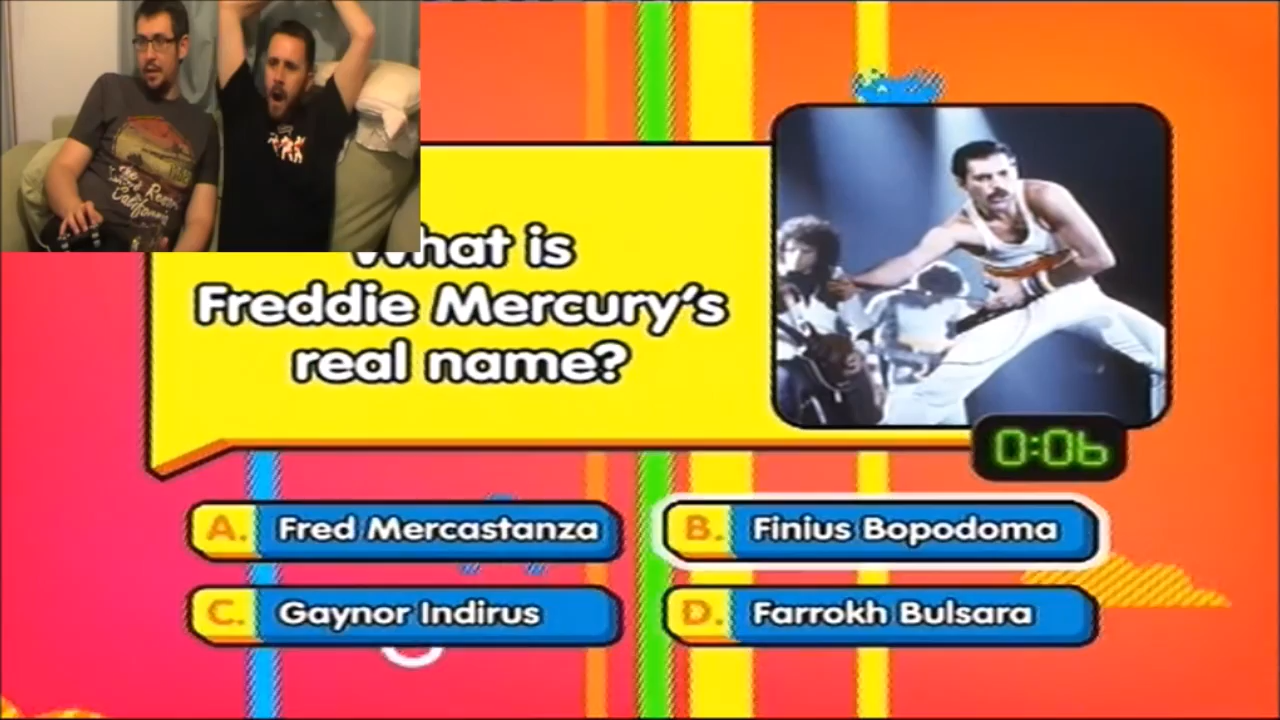 What is
Freddie Mercury's
real name?
0:06
A. Fred Mercastanza
B. Finius Bopodoma
C. Gaynor Indirus
D. Farrokh Bulsara